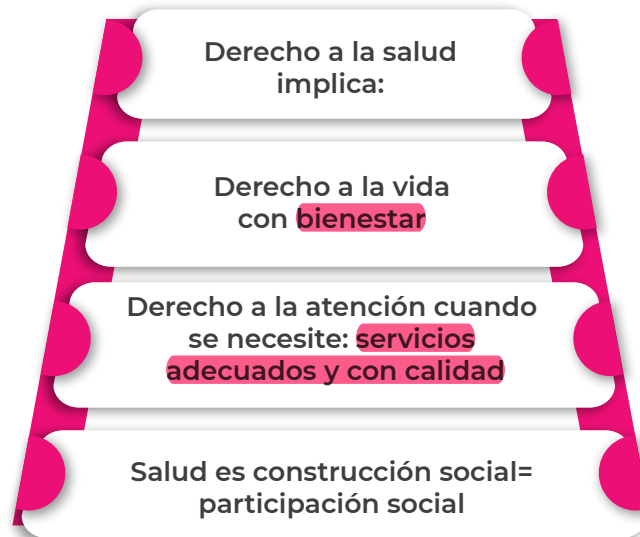 Derecho a la salud
implica:
Derecho a la vida
con bienestar
Derecho a la atención cuando
se necesite: servicios
adecuados y con calidad
Salud es construcción social=
participación social